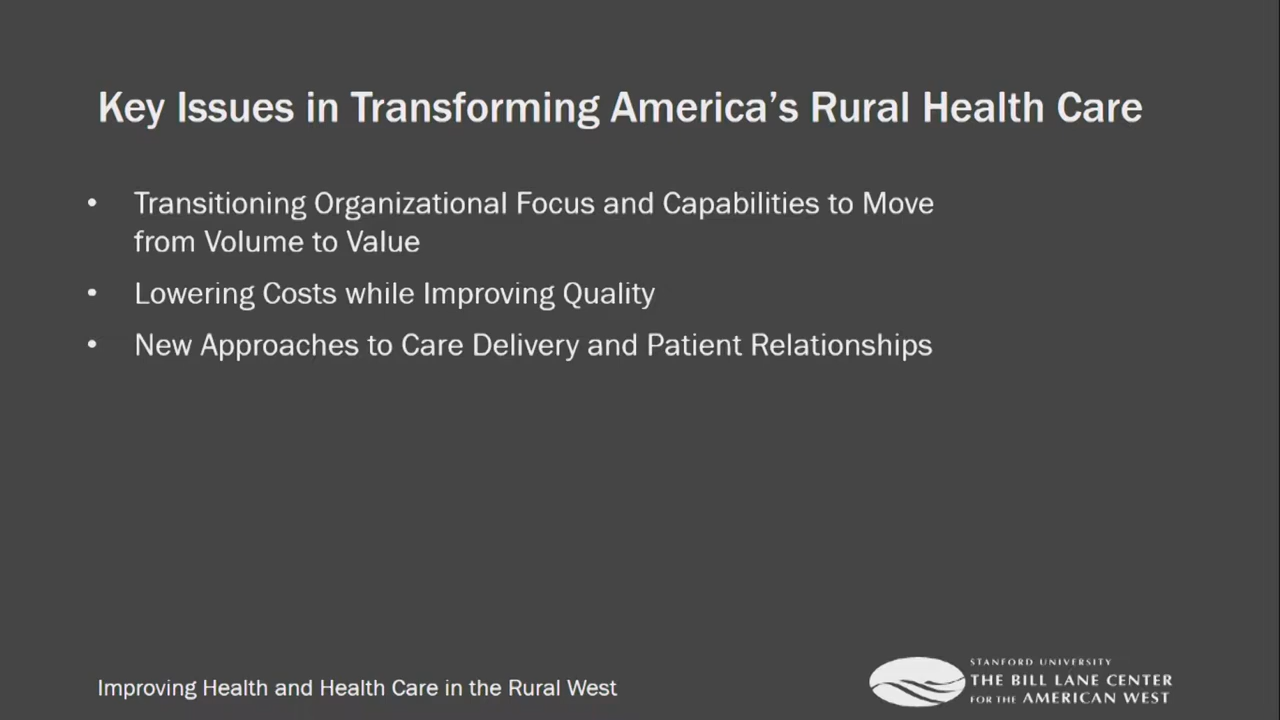 Key Issues in Transforming America’s Rural Health Care
• Transitioning Organizational Focus and Capabilities to Move
from Volume to Value
• Lowering Costs while Improving Quality
• New Approaches to Care Delivery and Patient Relationships
Improving Health and Health Care in the Rural West
STANFORD UNIVERSITY
THE BILL LANE CENTER
FOR THE AMERICAN WEST